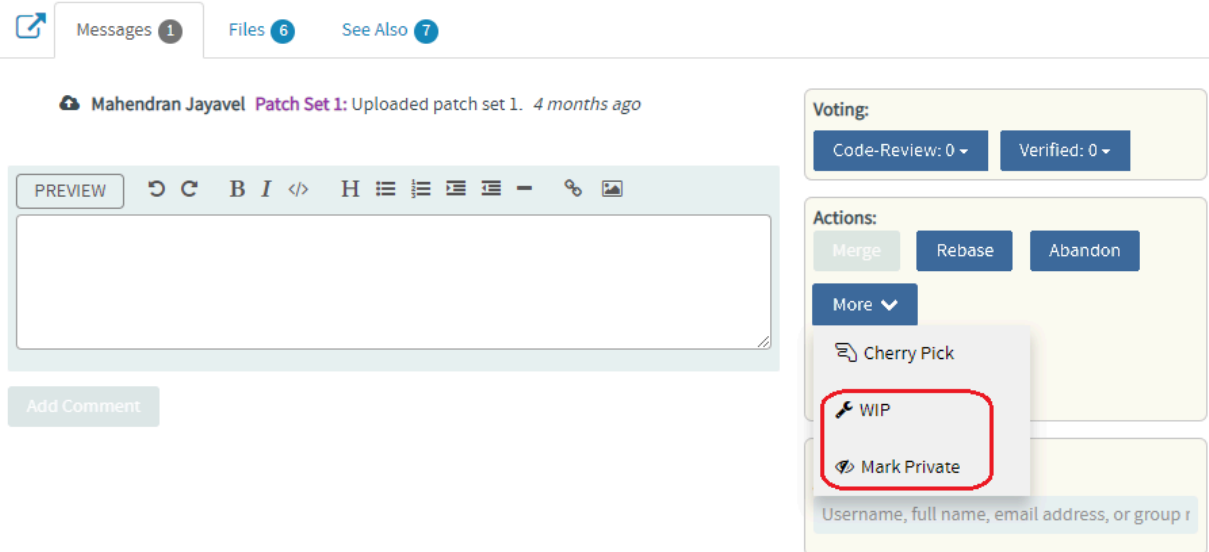 Messages 1 Files 6 See Also 7
Mahendran Jayavel Patch Set 1: Uploaded patch set 1. 4 months ago
PREVIEW B I </> H
Add Comment
Voting:
Code-Review: 0 Verified: 0
Actions:
Merge Rebase Abandon
More
Cherry Pick
WIP
Mark Private
Username, full name, email address, or group